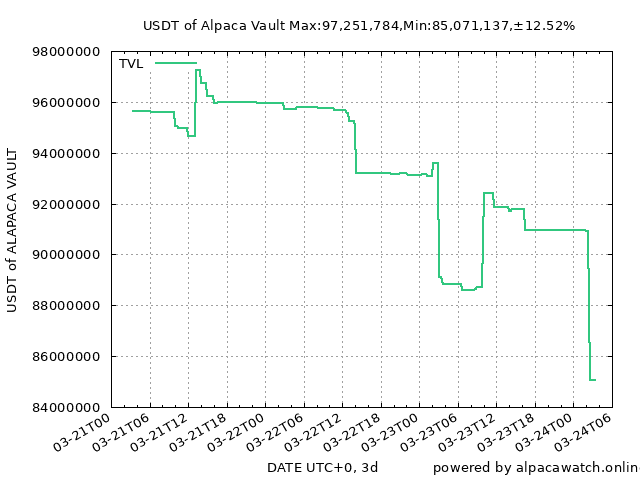 USDT of Alpaca Vault Max:97,251,784,Min:85,071,137,±12.52%
TVL
USDT of ALAPACA VAULT
98000000
96000000
94000000
92000000
90000000
88000000
86000000
84000000
03-21T00
03-21T06
03-21T12
03-21T18
03-22T00
03-22T06
03-22T12
03-22T18
03-23T00
03-23T06
03-23T12
03-23T18
03-24T00
03-24T06
DATE UTC+0, 3d
powered by alpacawatch.onlin